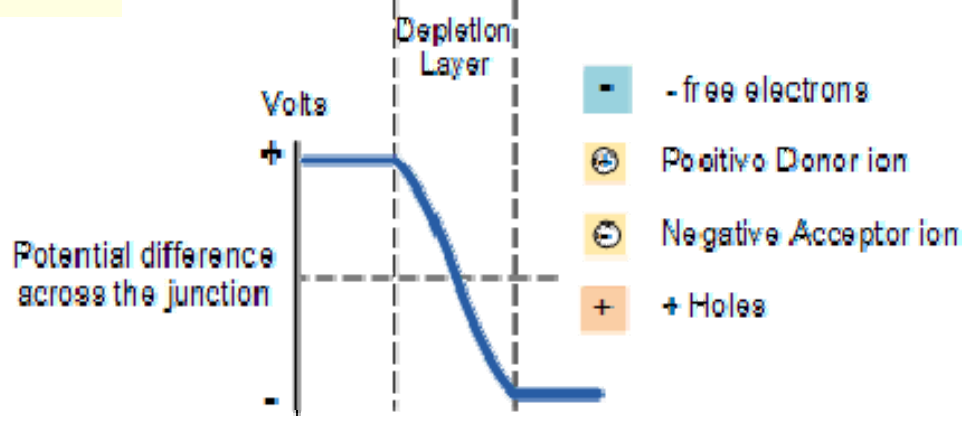 Depletion
Layer
Volts
+
Potential difference
across the junction
-
- - free electrons
+ Positive Donor ion
- Negative Acceptor ion
+ + Holes